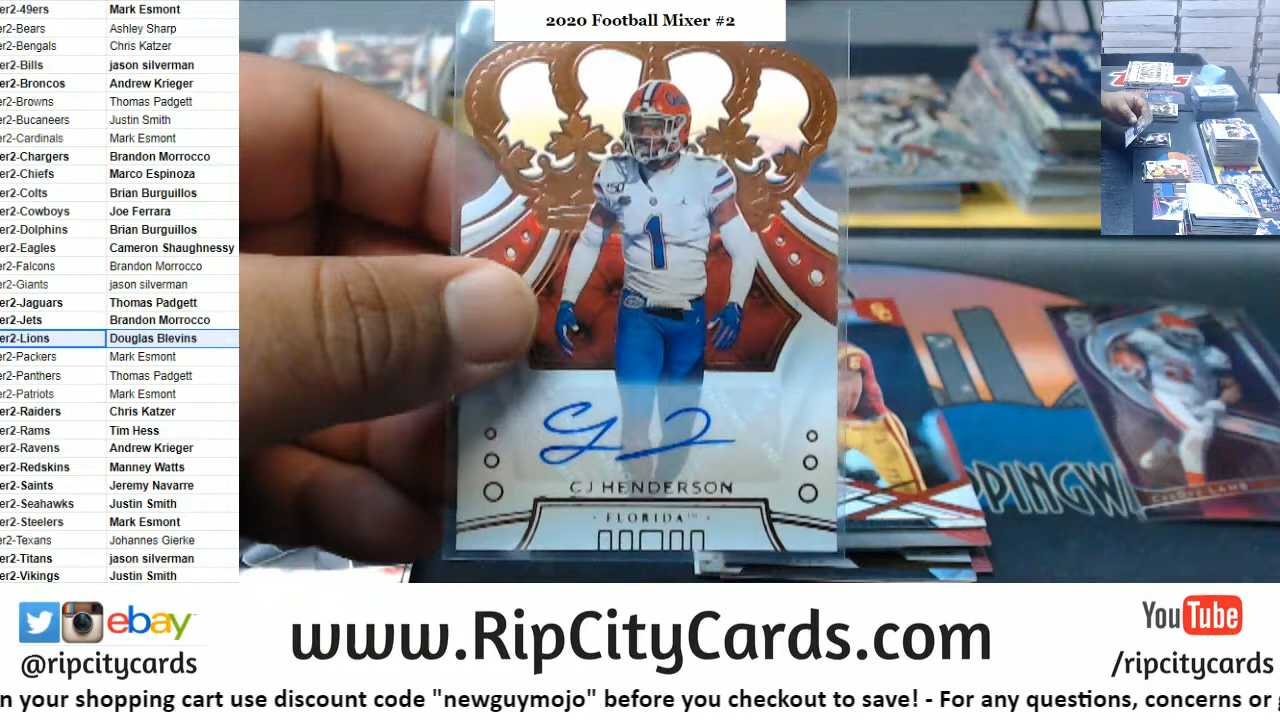 2020 Football Mixer #2
er2-49ers Mark Esmont
er2-Bears Ashley Sharp
er2-Bengals Chris Katzer
er2-Bills jason silverman
er2-Broncos Andrew Krieger
er2-Browns Thomas Padgett
er2-Bucaneers Justin Smith
er2-Cardinals Mark Esmont
er2-Chargers Brandon Morrocco
er2-Chiefs Marco Espinoza
er2-Colts Brian Burguillos
er2-Cowboys Joe Ferrara
er2-Dolphins Brian Burguillos
er2-Eagles Cameron Shaughnessy
er2-Falcons Brandon Morrocco
er2-Giants jason silverman
er2-Jaguars Thomas Padgett
er2-Jets Brandon Morrocco
er2-Lions Douglas Blevins
er2-Packers Mark Esmont
er2-Panthers Thomas Padgett
er2-Patriots Mark Esmont
er2-Raiders Chris Katzer
er2-Rams Tim Hess
er2-Ravens Andrew Krieger
er2-Redskins Manney Watts
er2-Saints Jeremy Navarre
er2-Seahawks Justin Smith
er2-Steelers Mark Esmont
er2-Texans Johannes Gierke
er2-Titans jason silverman
er2-Vikings Justin Smith
150
1
CJ HENDERSON
FLORIDA™
PPINGW
CEEDEE LAMB
ebay™
@ripcitycards
www.RipCityCards.com
YouTube
/ripcitycards
n your shopping cart use discount code "newguymojo" before you checkout to save! - For any questions, concerns or